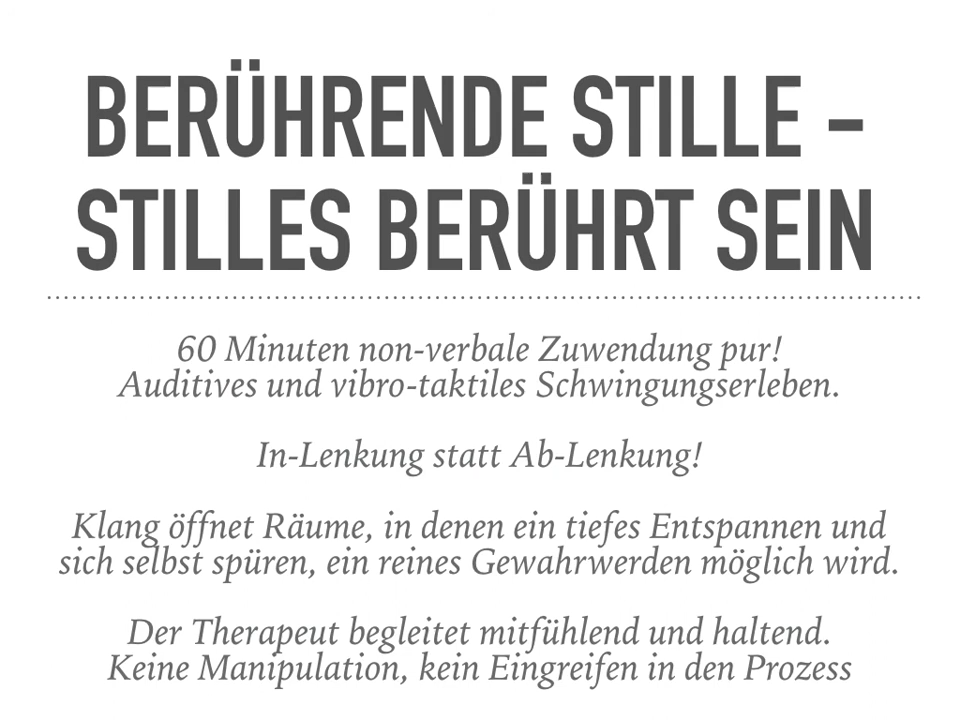 BERÜHRENDE STILLE –
STILLES BERÜHRT SEIN
60 Minuten non-verbale Zuwendung pur!
Auditives und vibro-taktiles Schwingungserleben.
In-Lenkung statt Ab-Lenkung!
Klang öffnet Räume, in denen ein tiefes Entspannen und
sich selbst spüren, ein reines Gewahrwerden möglich wird.
Der Therapeut begleitet mitfühlend und haltend.
Keine Manipulation, kein Eingreifen in den Prozess